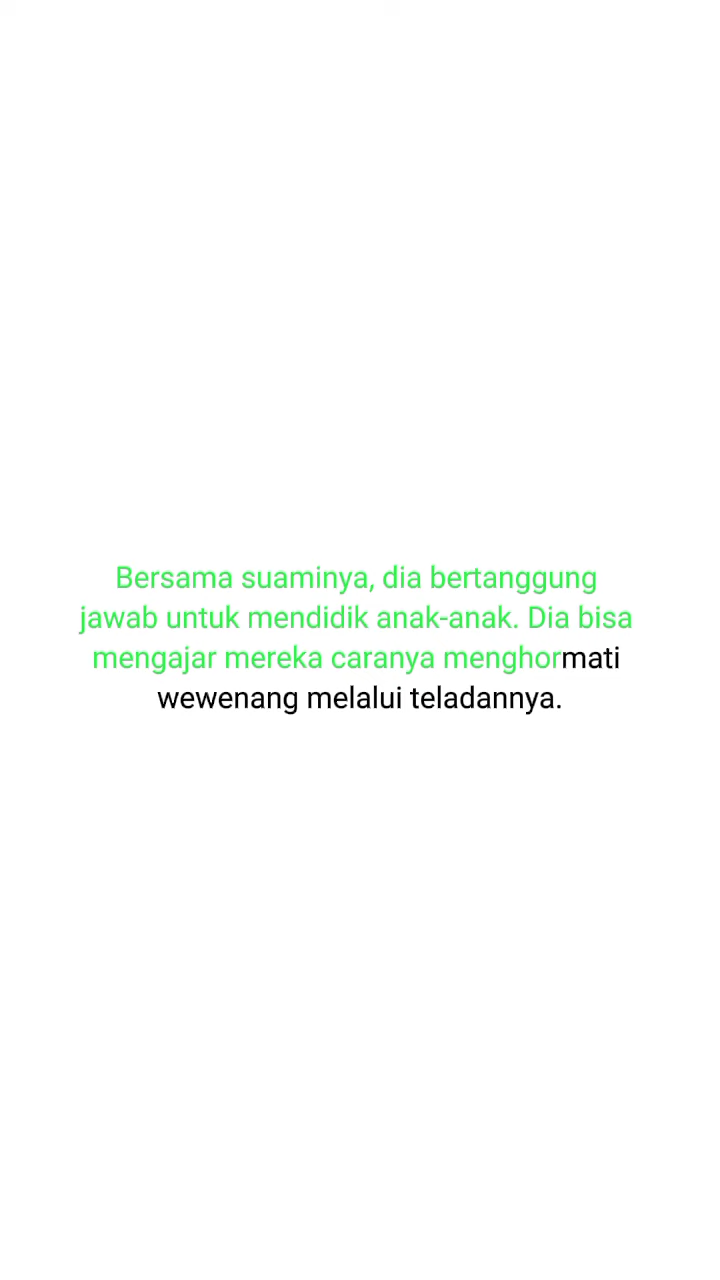 Bersama suaminya, dia bertanggung
jawab untuk mendidik anak-anak. Dia bisa
mengajar mereka caranya menghormati
wewenang melalui teladannya.